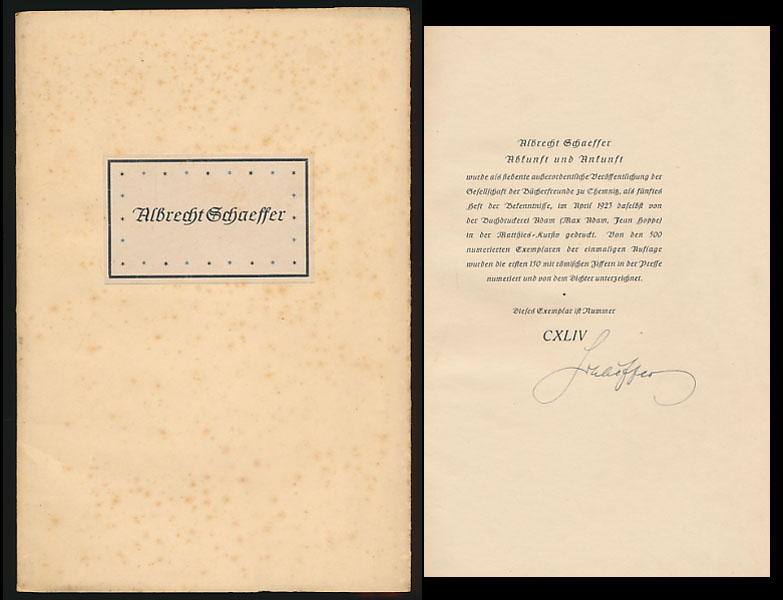 Albrecht Schaeffer
Albrecht Schaeffer
Abkunft und Ankunft
wurde als siebente außerordentliche Veröffentlichung der
Gesellschaft der Bücherfreunde zu Chemnitz, als fünftes
Heft der Bekenntnisse, im April 1923 daselbst von
der Buchdruckerei Adam (Max Adam, Jean Hoppe)
in der Matthies-Kursiv gedruckt. Von den 500
numerierten Exemplaren der einmaligen Auflage
wurden die ersten 150 mit römischen Ziffern in der Presse
numeriert und von dem Dichter unterzeichnet.
Dieses Exemplar ist Nummer
CXLIV
Schaeffer